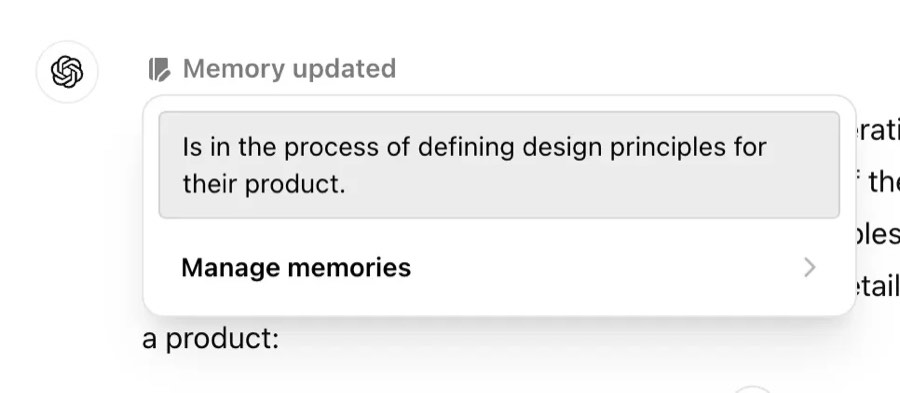 Memory updated
Is in the process of defining design principles for
their product.
Manage memories
a product: